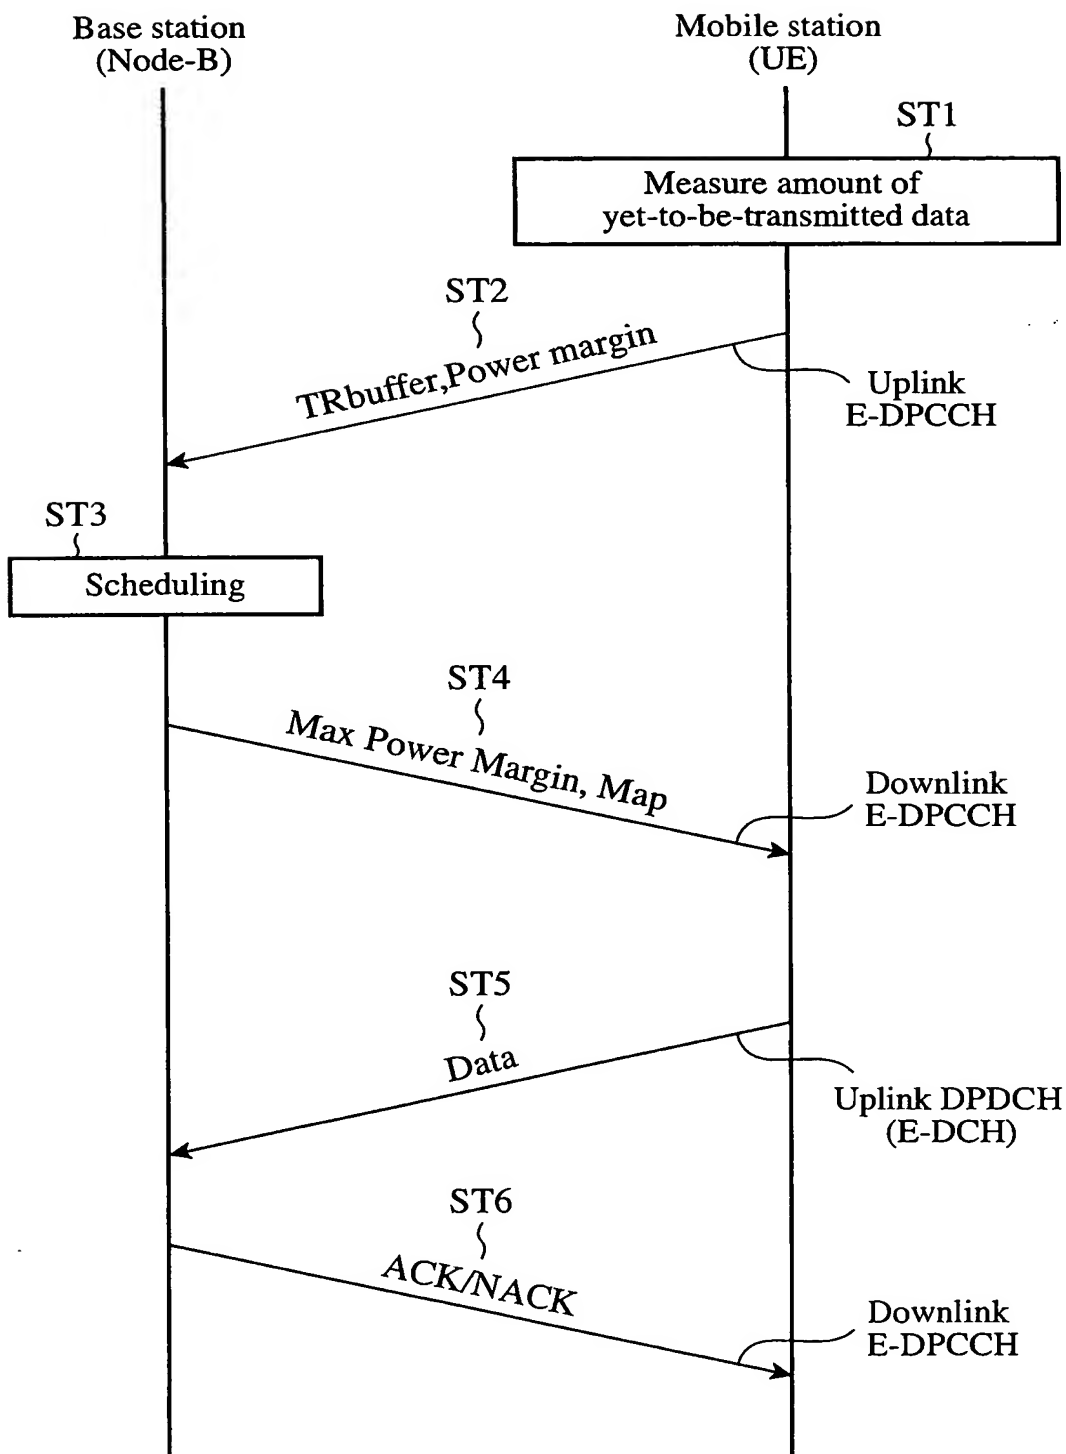 Base station
(Node-B)
Mobile station
(UE)
ST1
Measure amount of
yet-to-be-transmitted data
ST2
TRbuffer,Power margin
Uplink
E-DPCCH
ST3
Scheduling
ST4
Max Power Margin, Map
Downlink
E-DPCCH
ST5
Data
Uplink DPDCH
(E-DCH)
ST6
ACK/NACK
Downlink
E-DPCCH